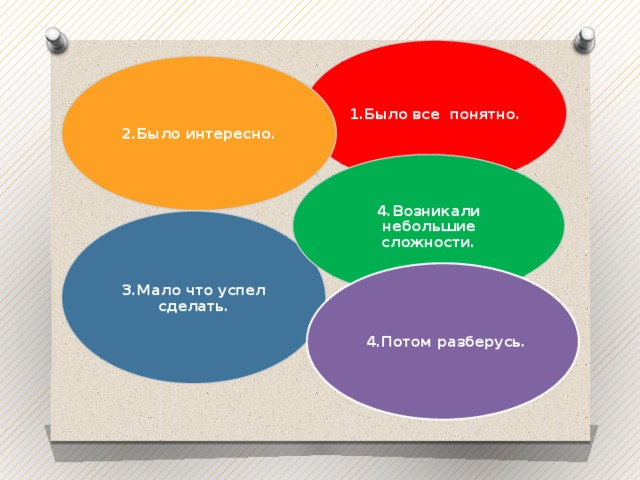 1.Было все  понятно.
2.Было интересно.
4.Возникали
небольшие
сложности.
3.Мало что успел
сделать.
4.Потом разберусь.